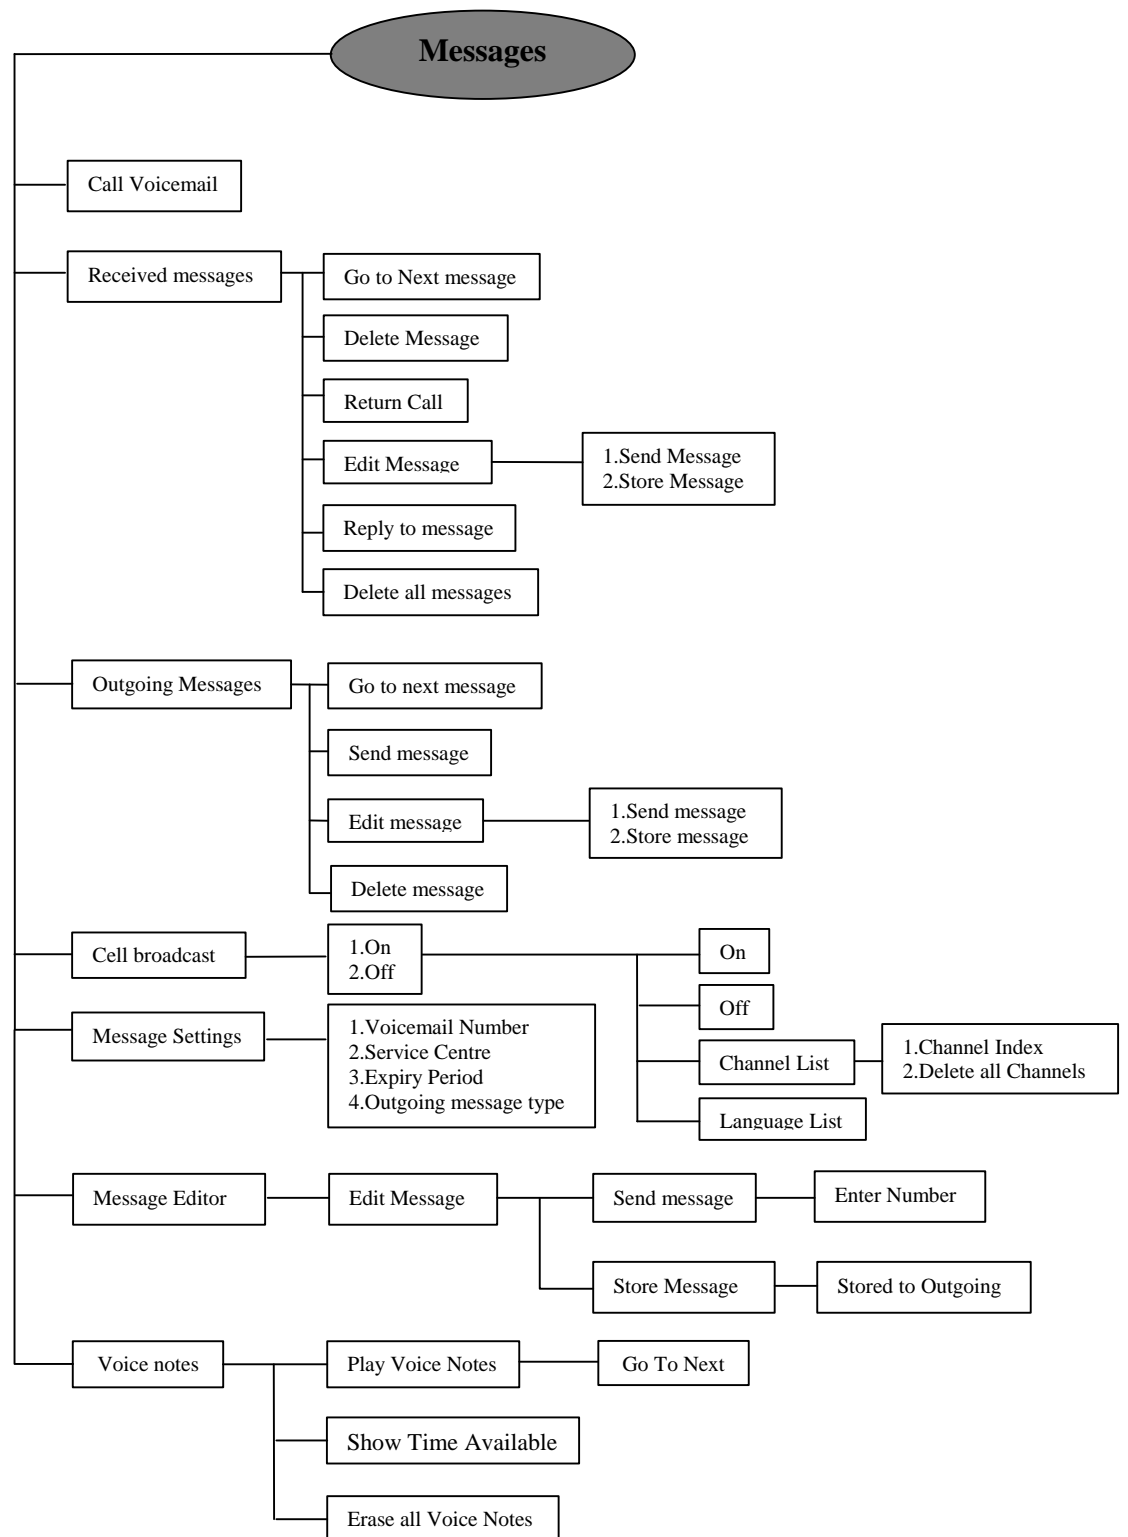 Messages
Call Voicemail
Received messages
Go to Next message
Delete Message
Return Call
Edit Message
1.Send Message
2.Store Message
Reply to message
Delete all messages
Outgoing Messages
Go to next message
Send message
Edit message
1.Send message
2.Store message
Delete message
Cell broadcast
1.On
2.Off
On
Off
Channel List
1.Channel Index
2.Delete all Channels
Language List
Message Settings
1.Voicemail Number
2.Service Centre
3.Expiry Period
4.Outgoing message type
Message Editor
Edit Message
Send message
Enter Number
Store Message
Stored to Outgoing
Voice notes
Play Voice Notes
Go To Next
Show Time Available
Erase all Voice Notes